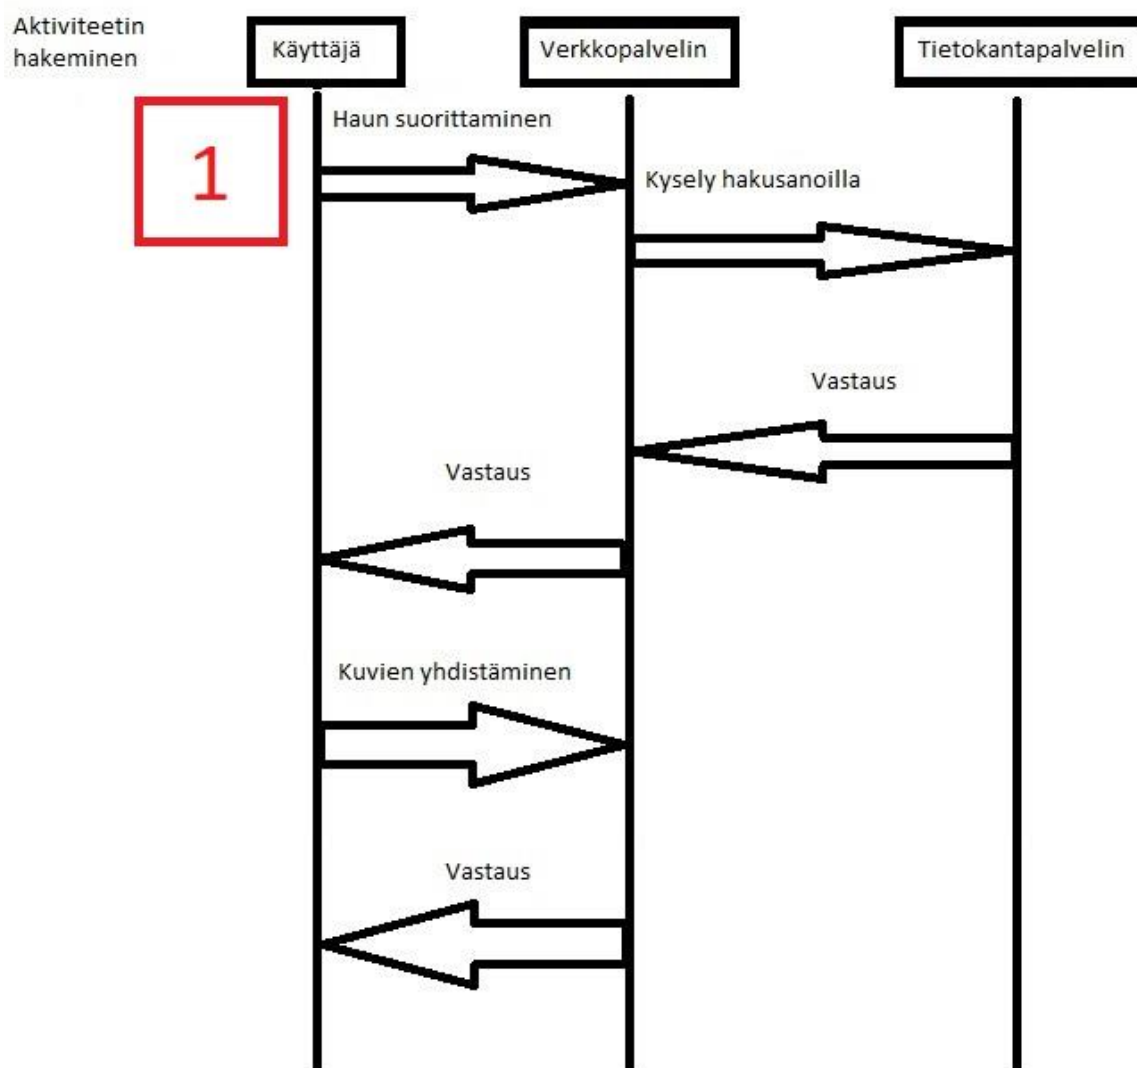 Aktiviteetin
hakeminen
Käyttäjä
Verkkopalvelin
Tietokantapalvelin
1
Haun suorittaminen
Kysely hakusanoilla
Vastaus
Vastaus
Kuvien yhdistäminen
Vastaus